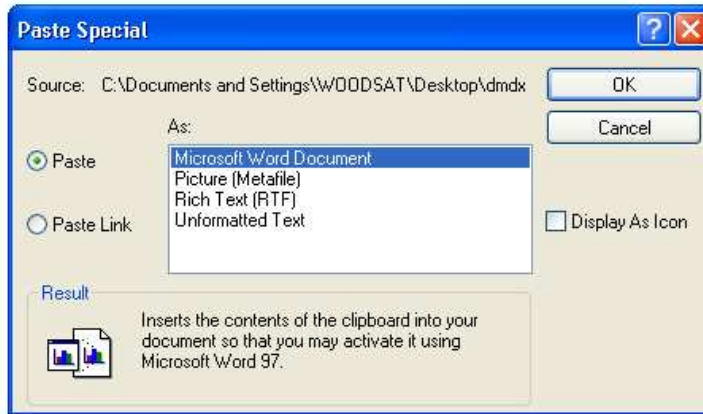 Paste Special
Source: C:\Documents and Settings\WOODSAT\Desktop\dmdx
OK
As:
Cancel
Paste
Microsoft Word Document
Picture (Metafile)
Rich Text (RTF)
Unformatted Text
Paste Link
Display As Icon
Result
Inserts the contents of the clipboard into your
document so that you may activate it using
Microsoft Word 97.